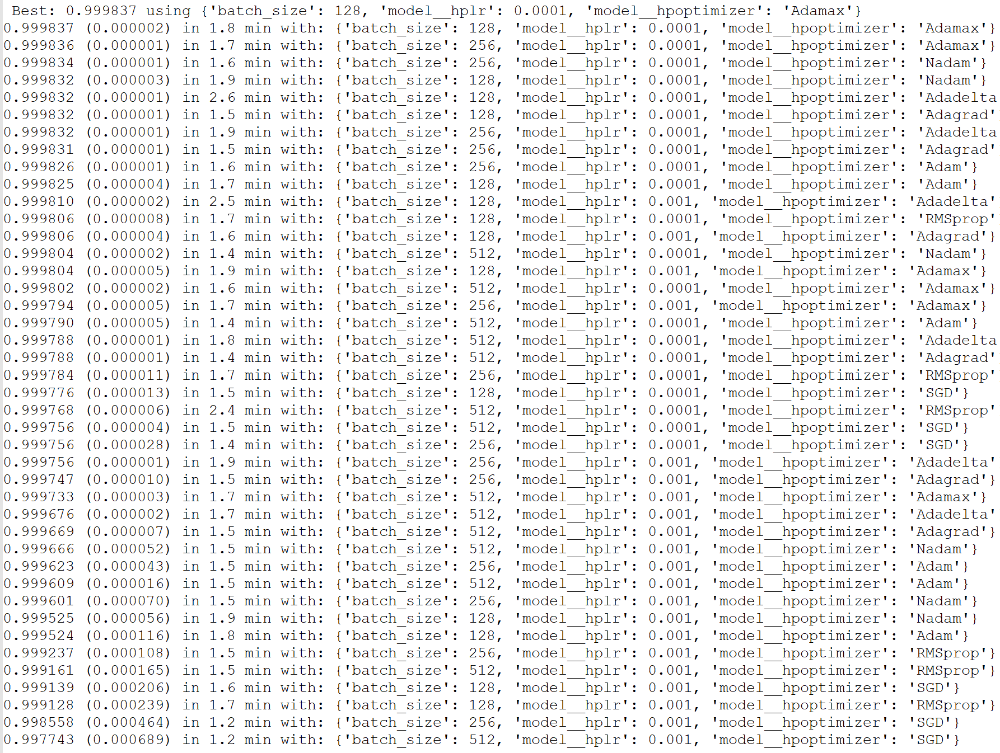 Best: 0.999837 using {'batch_size': 128, 'model__hplr': 0.0001, 'model__hpoptimizer': 'Adamax'}
0.999837 (0.000002) in 1.8 min with: {'batch_size': 128, 'model__hplr': 0.0001, 'model__hpoptimizer': 'Adamax'}
0.999836 (0.000001) in 1.7 min with: {'batch_size': 256, 'model__hplr': 0.0001, 'model__hpoptimizer': 'Adamax'}
0.999834 (0.000001) in 1.6 min with: {'batch_size': 256, 'model__hplr': 0.0001, 'model__hpoptimizer': 'Nadam'}
0.999832 (0.000003) in 1.9 min with: {'batch_size': 128, 'model__hplr': 0.0001, 'model__hpoptimizer': 'Nadam'}
0.999832 (0.000001) in 2.6 min with: {'batch_size': 128, 'model__hplr': 0.0001, 'model__hpoptimizer': 'Adadelta
0.999832 (0.000001) in 1.5 min with: {'batch_size': 128, 'model__hplr': 0.0001, 'model__hpoptimizer': 'Adagrad'
0.999832 (0.000001) in 1.9 min with: {'batch_size': 256, 'model__hplr': 0.0001, 'model__hpoptimizer': 'Adadelta
0.999831 (0.000001) in 1.5 min with: {'batch_size': 256, 'model__hplr': 0.0001, 'model__hpoptimizer': 'Adagrad'
0.999826 (0.000001) in 1.6 min with: {'batch_size': 256, 'model__hplr': 0.0001, 'model__hpoptimizer': 'Adam'}
0.999825 (0.000004) in 1.7 min with: {'batch_size': 128, 'model__hplr': 0.0001, 'model__hpoptimizer': 'Adam'}
0.999810 (0.000002) in 2.5 min with: {'batch_size': 128, 'model__hplr': 0.001, 'model__hpoptimizer': 'Adadelta'
0.999806 (0.000008) in 1.7 min with: {'batch_size': 128, 'model__hplr': 0.0001, 'model__hpoptimizer': 'RMSprop'
0.999806 (0.000004) in 1.6 min with: {'batch_size': 128, 'model__hplr': 0.001, 'model__hpoptimizer': 'Adagrad'}
0.999804 (0.000002) in 1.4 min with: {'batch_size': 512, 'model__hplr': 0.0001, 'model__hpoptimizer': 'Nadam'}
0.999804 (0.000005) in 1.9 min with: {'batch_size': 128, 'model__hplr': 0.001, 'model__hpoptimizer': 'Adamax'}
0.999802 (0.000002) in 1.6 min with: {'batch_size': 512, 'model__hplr': 0.0001, 'model__hpoptimizer': 'Adamax'}
0.999794 (0.000005) in 1.7 min with: {'batch_size': 256, 'model__hplr': 0.001, 'model__hpoptimizer': 'Adamax'}
0.999790 (0.000005) in 1.4 min with: {'batch_size': 512, 'model__hplr': 0.0001, 'model__hpoptimizer': 'Adam'}
0.999788 (0.000001) in 1.8 min with: {'batch_size': 512, 'model__hplr': 0.0001, 'model__hpoptimizer': 'Adadelta
0.999788 (0.000001) in 1.4 min with: {'batch_size': 512, 'model__hplr': 0.0001, 'model__hpoptimizer': 'Adagrad'
0.999784 (0.000011) in 1.7 min with: {'batch_size': 256, 'model__hplr': 0.0001, 'model__hpoptimizer': 'RMSprop'
0.999776 (0.000013) in 1.5 min with: {'batch_size': 128, 'model__hplr': 0.0001, 'model__hpoptimizer': 'SGD'}
0.999768 (0.000006) in 2.4 min with: {'batch_size': 512, 'model__hplr': 0.0001, 'model__hpoptimizer': 'RMSprop'
0.999756 (0.000004) in 1.5 min with: {'batch_size': 512, 'model__hplr': 0.0001, 'model__hpoptimizer': 'SGD'}
0.999756 (0.000028) in 1.4 min with: {'batch_size': 256, 'model__hplr': 0.0001, 'model__hpoptimizer': 'SGD'}
0.999756 (0.000001) in 1.9 min with: {'batch_size': 256, 'model__hplr': 0.001, 'model__hpoptimizer': 'Adadelta'
0.999747 (0.000010) in 1.5 min with: {'batch_size': 256, 'model__hplr': 0.001, 'model__hpoptimizer': 'Adagrad'}
0.999733 (0.000003) in 1.7 min with: {'batch_size': 512, 'model__hplr': 0.001, 'model__hpoptimizer': 'Adamax'}
0.999676 (0.000002) in 1.7 min with: {'batch_size': 512, 'model__hplr': 0.001, 'model__hpoptimizer': 'Adadelta'
0.999669 (0.000007) in 1.5 min with: {'batch_size': 512, 'model__hplr': 0.001, 'model__hpoptimizer': 'Adagrad'}
0.999666 (0.000052) in 1.5 min with: {'batch_size': 512, 'model__hplr': 0.001, 'model__hpoptimizer': 'Nadam'}
0.999623 (0.000043) in 1.5 min with: {'batch_size': 256, 'model__hplr': 0.001, 'model__hpoptimizer': 'Adam'}
0.999609 (0.000016) in 1.5 min with: {'batch_size': 512, 'model__hplr': 0.001, 'model__hpoptimizer': 'Adam'}
0.999601 (0.000070) in 1.5 min with: {'batch_size': 256, 'model__hplr': 0.001, 'model__hpoptimizer': 'Nadam'}
0.999525 (0.000056) in 1.9 min with: {'batch_size': 128, 'model__hplr': 0.001, 'model__hpoptimizer': 'Nadam'}
0.999524 (0.000116) in 1.8 min with: {'batch_size': 128, 'model__hplr': 0.001, 'model__hpoptimizer': 'Adam'}
0.999237 (0.000108) in 1.5 min with: {'batch_size': 256, 'model__hplr': 0.001, 'model__hpoptimizer': 'RMSprop'}
0.999161 (0.000165) in 1.5 min with: {'batch_size': 512, 'model__hplr': 0.001, 'model__hpoptimizer': 'RMSprop'}
0.999139 (0.000206) in 1.6 min with: {'batch_size': 128, 'model__hplr': 0.001, 'model__hpoptimizer': 'SGD'}
0.999128 (0.000239) in 1.7 min with: {'batch_size': 128, 'model__hplr': 0.001, 'model__hpoptimizer': 'RMSprop'}
0.998558 (0.000464) in 1.2 min with: {'batch_size': 256, 'model__hplr': 0.001, 'model__hpoptimizer': 'SGD'}
0.997743 (0.000689) in 1.2 min with: {'batch_size': 512, 'model__hplr': 0.001, 'model__hpoptimizer': 'SGD'}